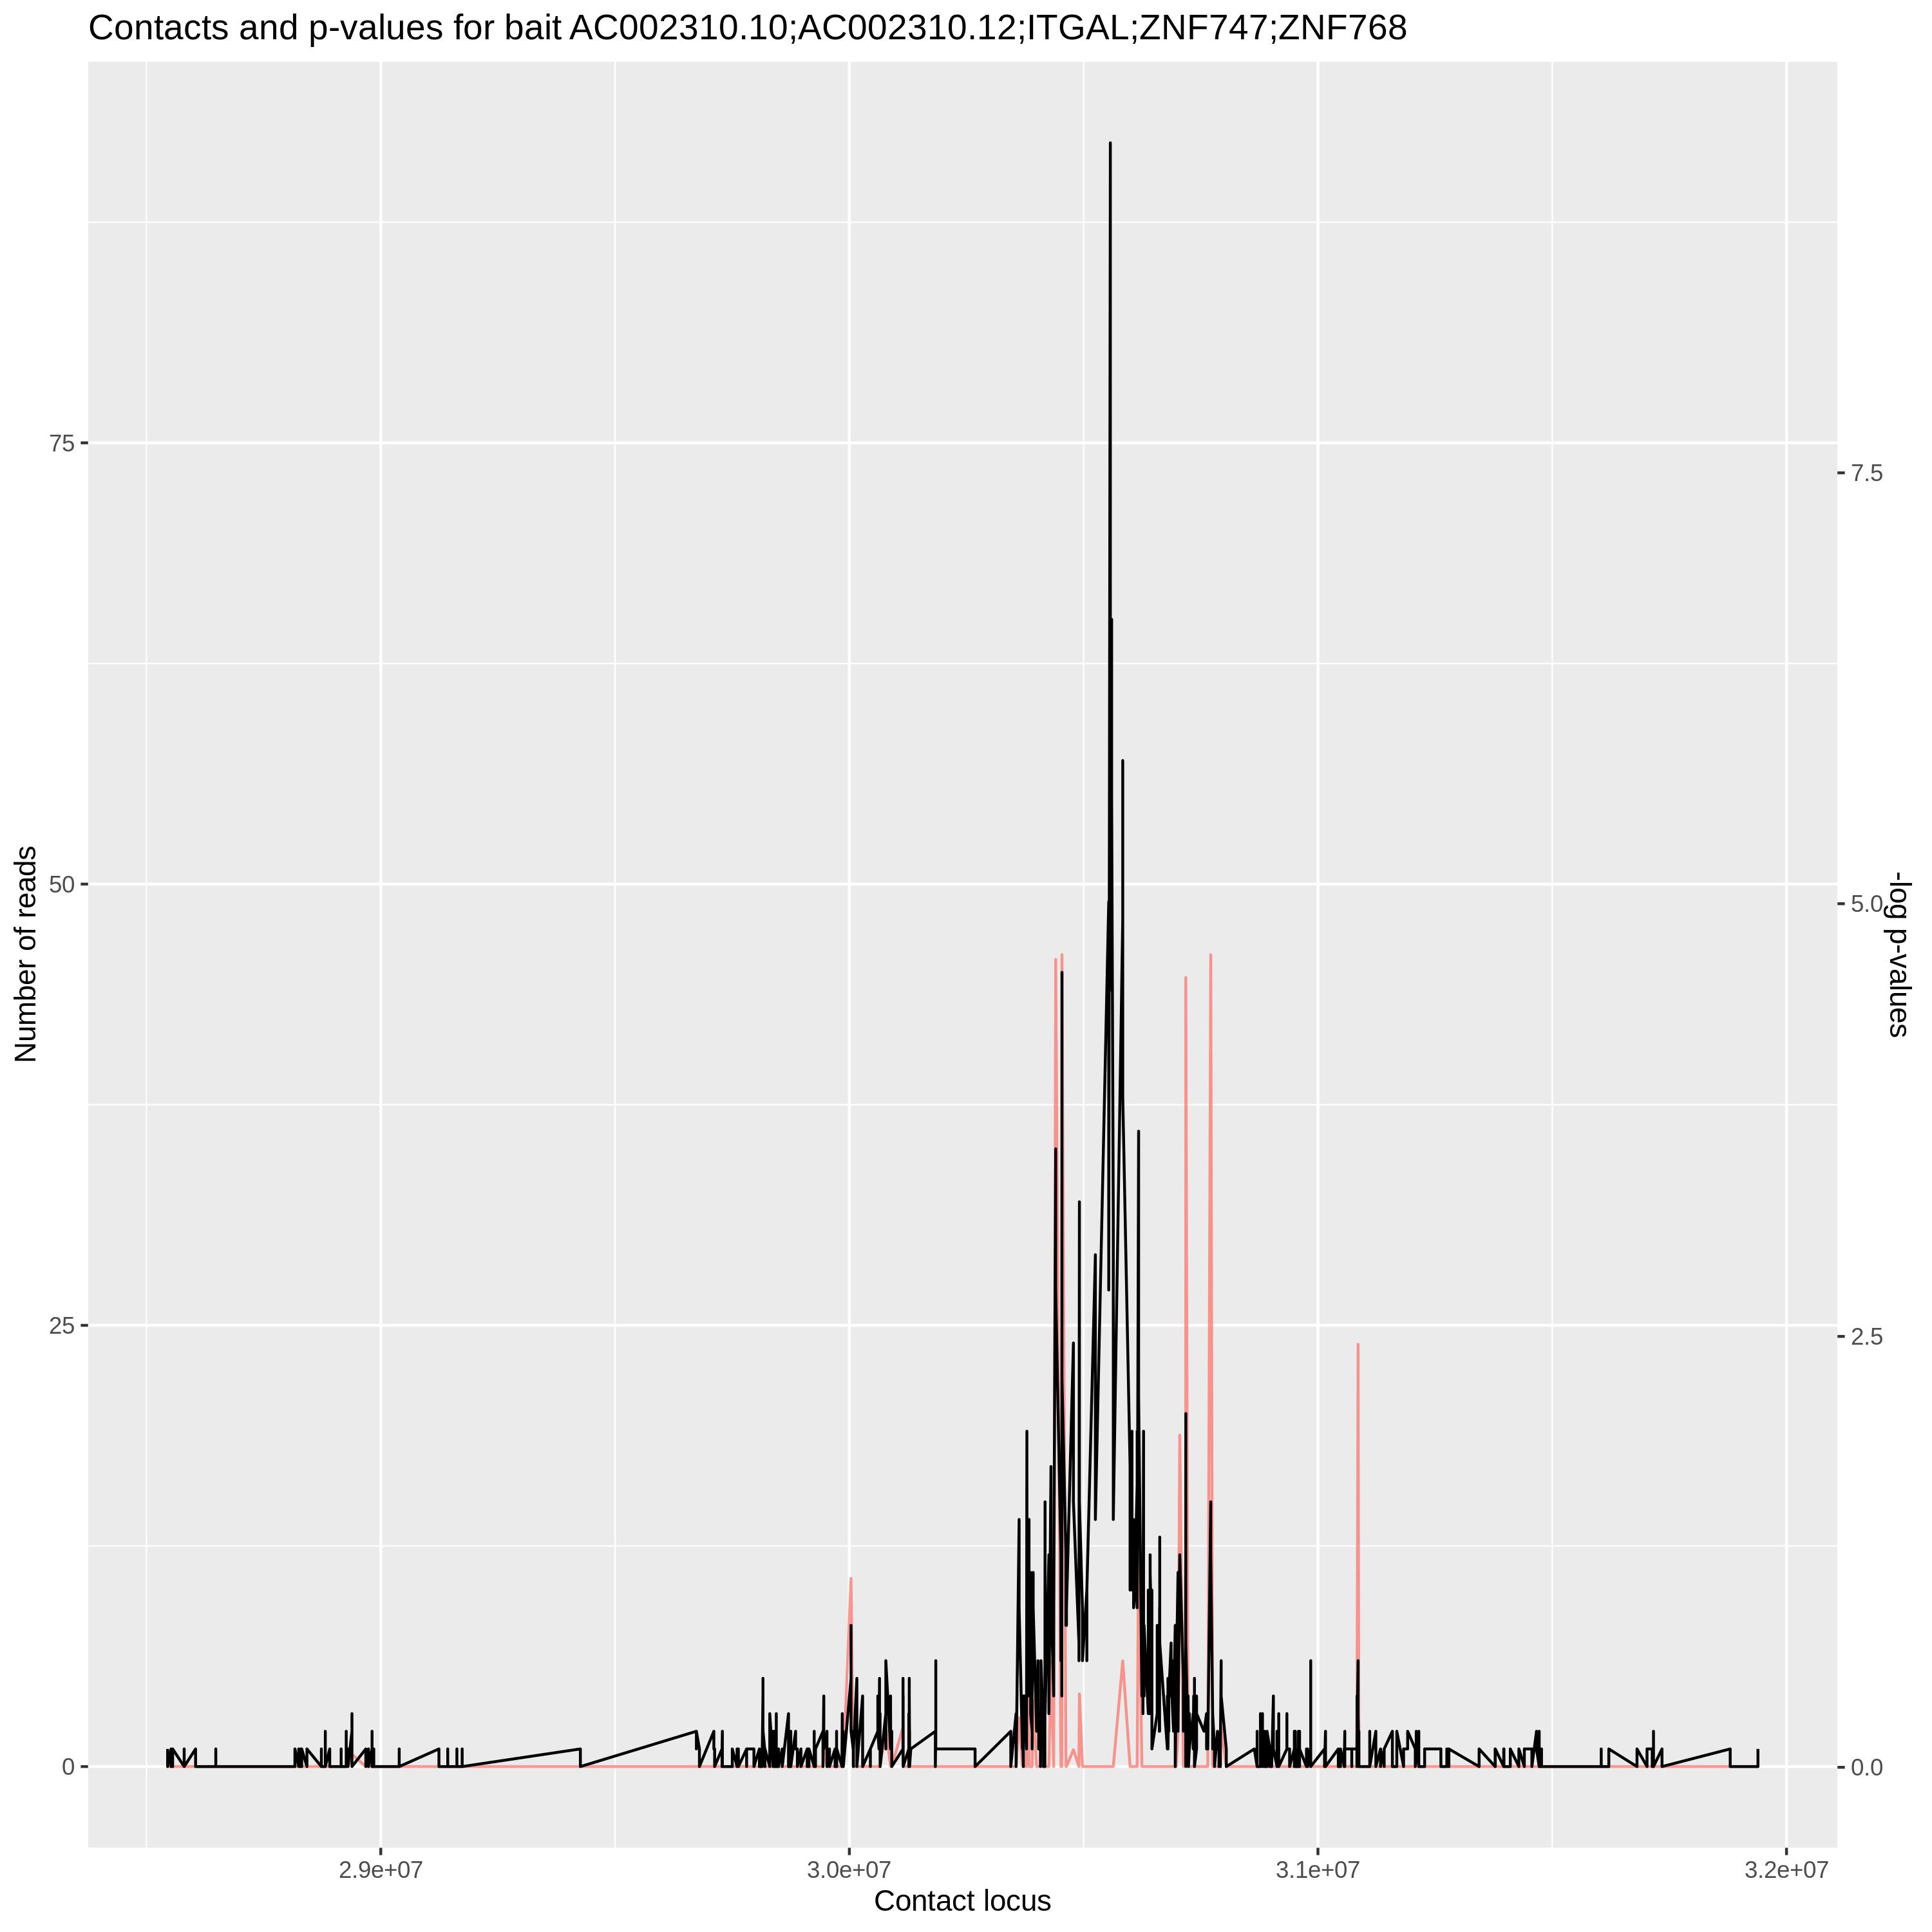 Contacts and p-values for bait AC002310.10;AC002310.12;ITGAL;ZNF747;ZNF768
Number of reads
75
50
25
0
7.5
5.0
2.5
0.0
-log p-values
2.9e+07
3.0e+07
3.1e+07
3.2e+07
Contact locus